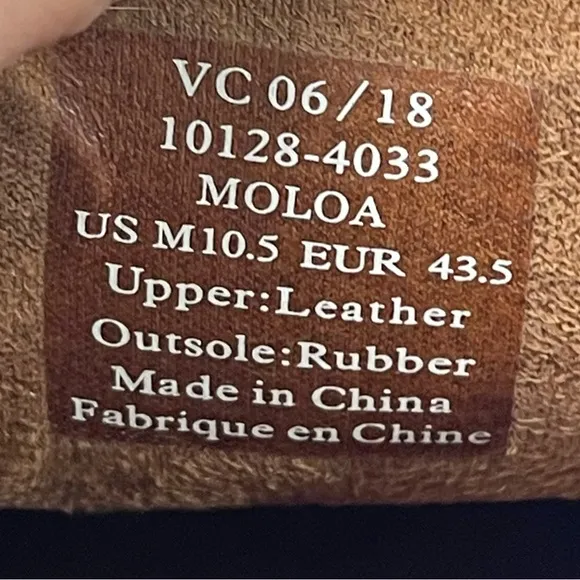 VC 06/18
10128-4033
MOLOA
US M10.5 EUR 43.5
Upper:Leather
Outsole:Rubber
Made in China
Fabrique en Chine